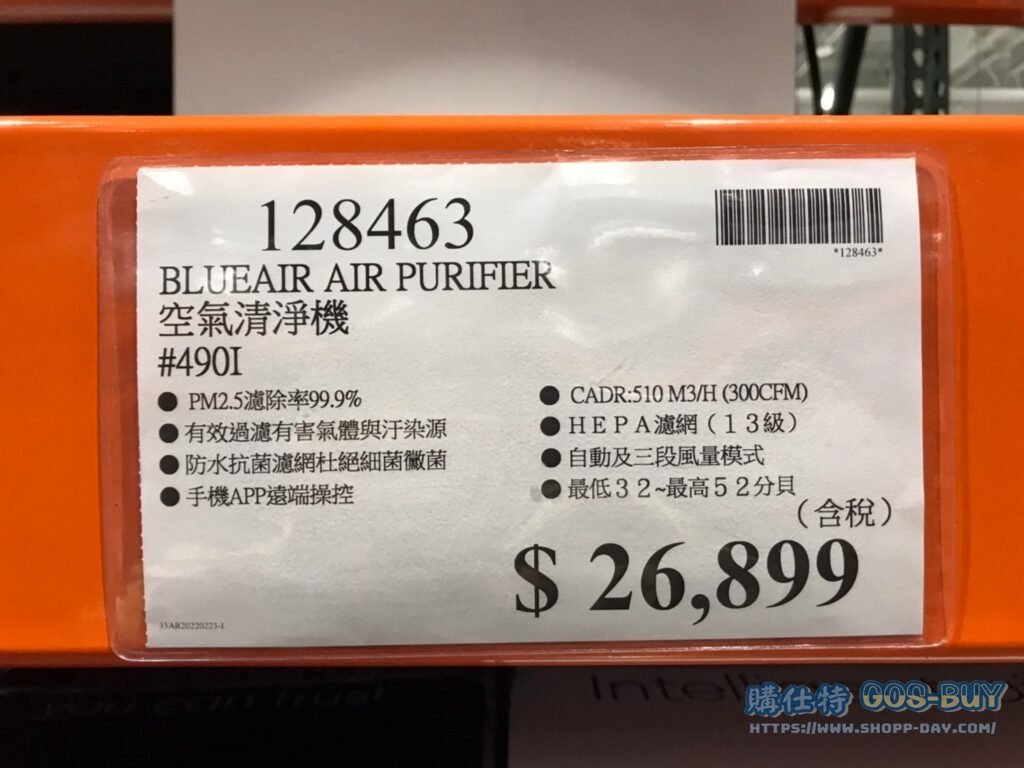 128463
*128463*
BLUEAIR AIR PURIFIER
空氣清淨機
#490I
● PM2.5濾除率99.9%
● 有效過濾有害氣體與汙染源
● 防水抗菌濾網杜絕細菌黴菌
● 手機APP遠端操控
● CADR:510 M3/H (300CFM)
● ＨＥＰＡ濾網（１３級）
● 自動及三段風量模式
● 最低３２~最高５２分貝
（含稅）
$ 26,899
33AR20220223-1
you can trust
購仕特 GOS-BUY
HTTPS://WWW.SHOPP-DAY.COM/